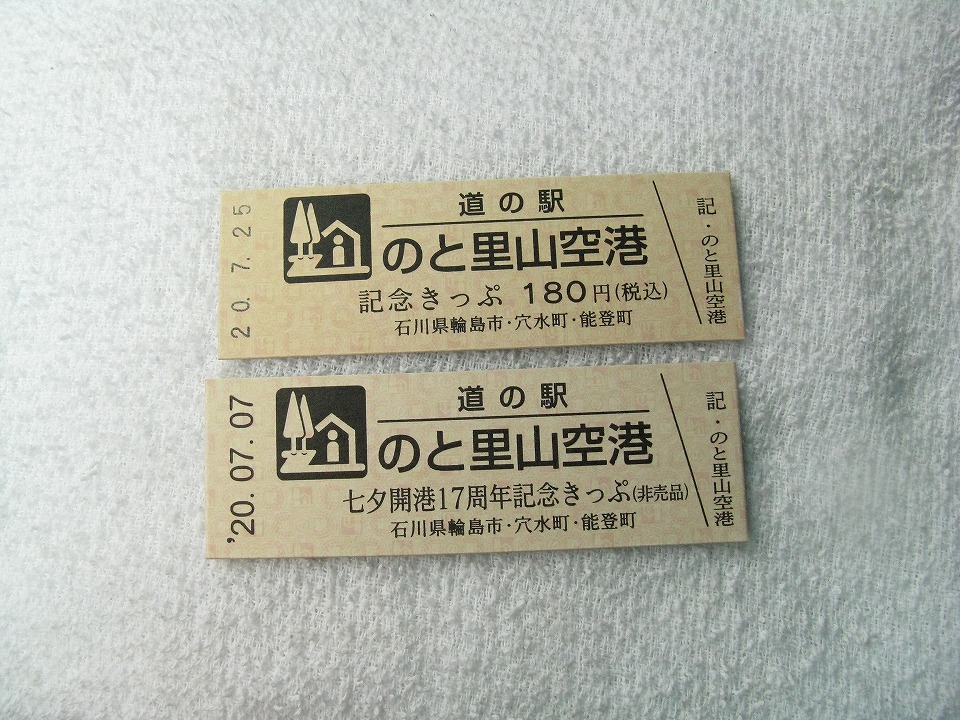 20.7.25
道の駅
のと里山空港
記念きっぷ 180円(税込)
石川県輪島市・穴水町・能登町
記・のと里山空港
'20.07.07
道の駅
のと里山空港
七夕開港17周年記念きっぷ(非売品)
石川県輪島市・穴水町・能登町
記・のと里山空港